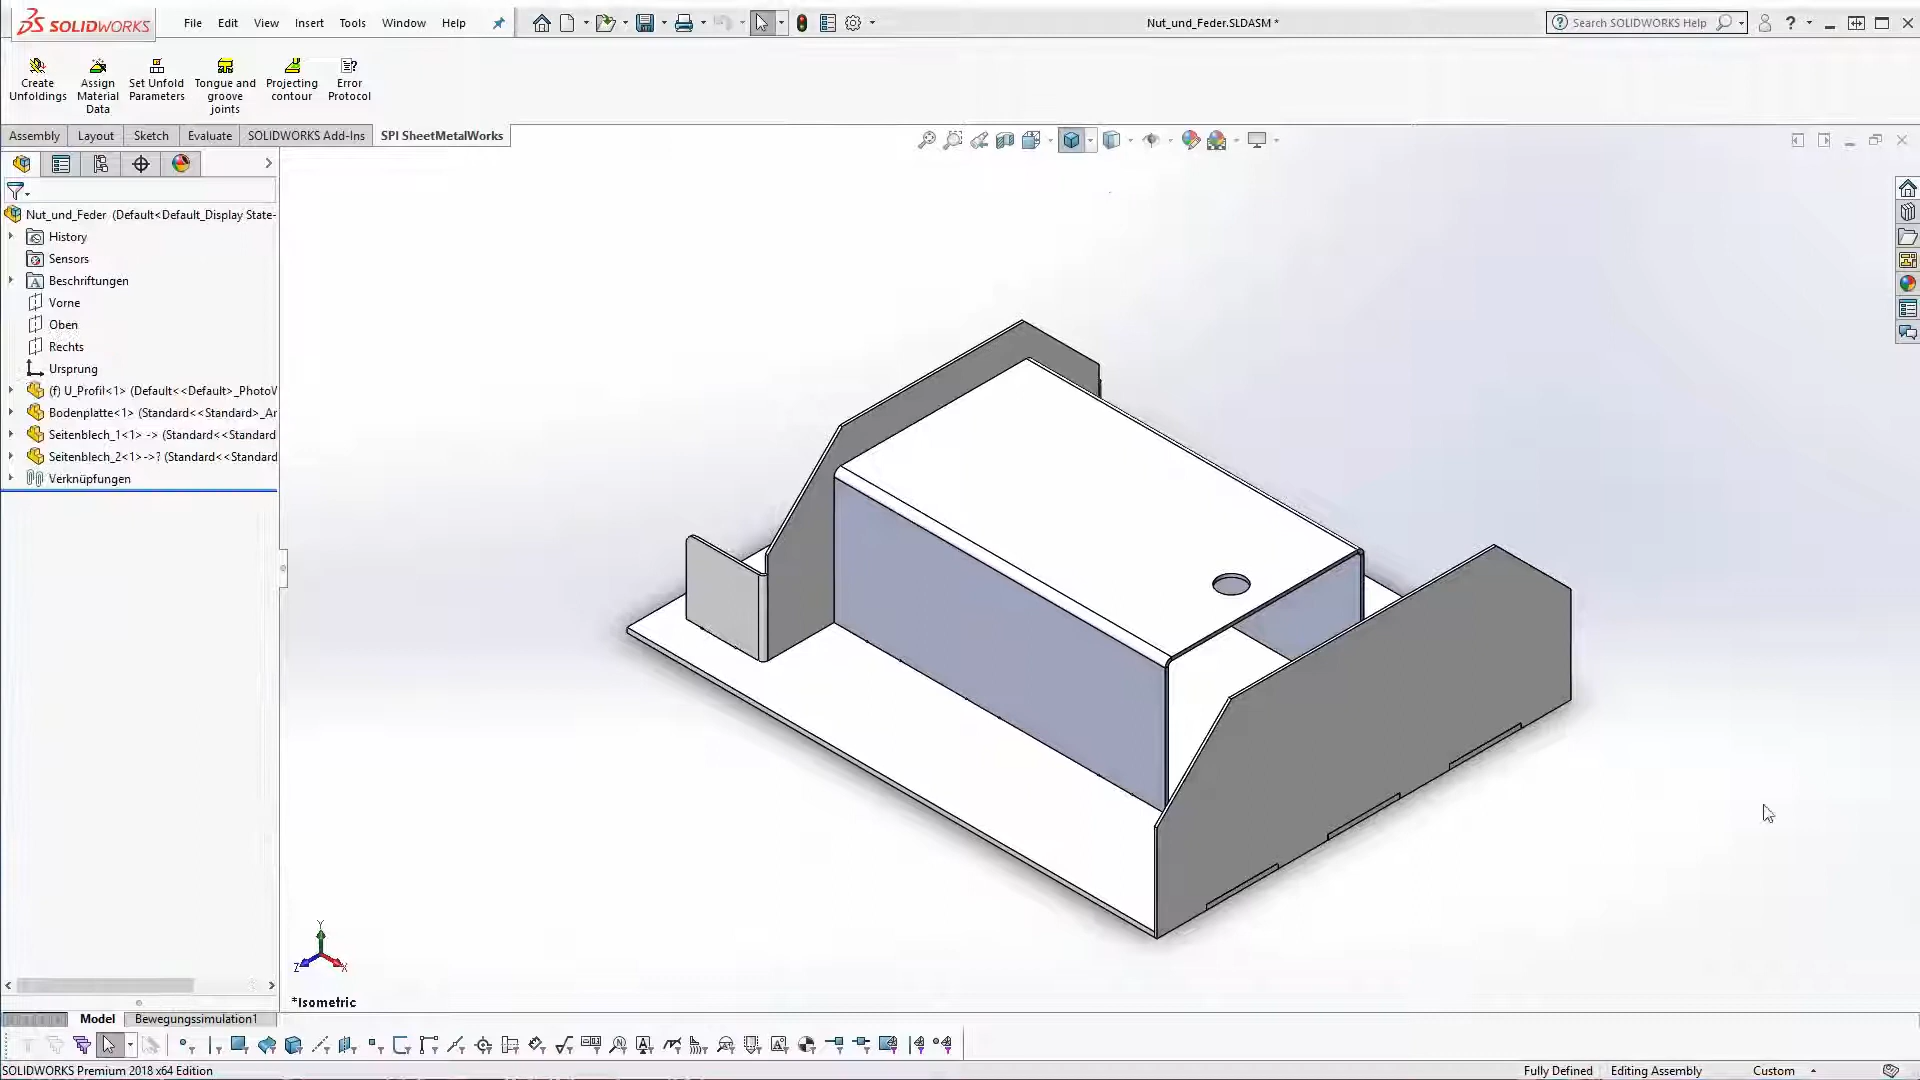 SOLIDWORKS
File Edit View Insert Tools Window Help
Nut_und_Feder.SLDASM *
Search SOLIDWORKS Help
Create Unfoldings
Assign Material Data
Set Unfold Parameters
Tongue and groove joints
Projecting contour
Error Protocol
Assembly Layout Sketch Evaluate SOLIDWORKS Add-Ins SPI SheetMetalWorks
Nut_und_Feder (Default<Default_Display State-
History
Sensors
Beschriftungen
Vorne
Oben
Rechts
Ursprung
(f) U_Profil<1> (Default<<Default>_PhotoV
Bodenplatte<1> (Standard<<Standard>_Ar
Seitenblech_1<1> -> (Standard<<Standard
Seitenblech_2<1>->? (Standard<<Standard
Verknüpfungen
Y
Z
X
*Isometric
Model Bewegungssimulation1
SOLIDWORKS Premium 2018 x64 Edition
Fully Defined Editing Assembly Custom